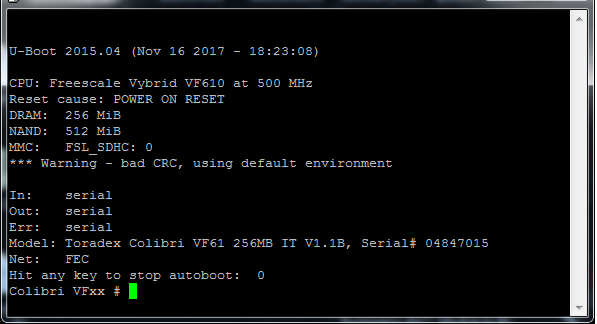 U-Boot 2015.04 (Nov 16 2017 - 18:23:08)
CPU: Freescale Vybrid VF610 at 500 MHz
Reset cause: POWER ON RESET
DRAM:  256 MiB
NAND:  512 MiB
MMC:   FSL_SDHC: 0
*** Warning - bad CRC, using default environment
In:    serial
Out:   serial
Err:   serial
Model: Toradex Colibri VF61 256MB IT V1.1B, Serial# 04847015
Net:   FEC
Hit any key to stop autoboot:  0
Colibri VFxx #